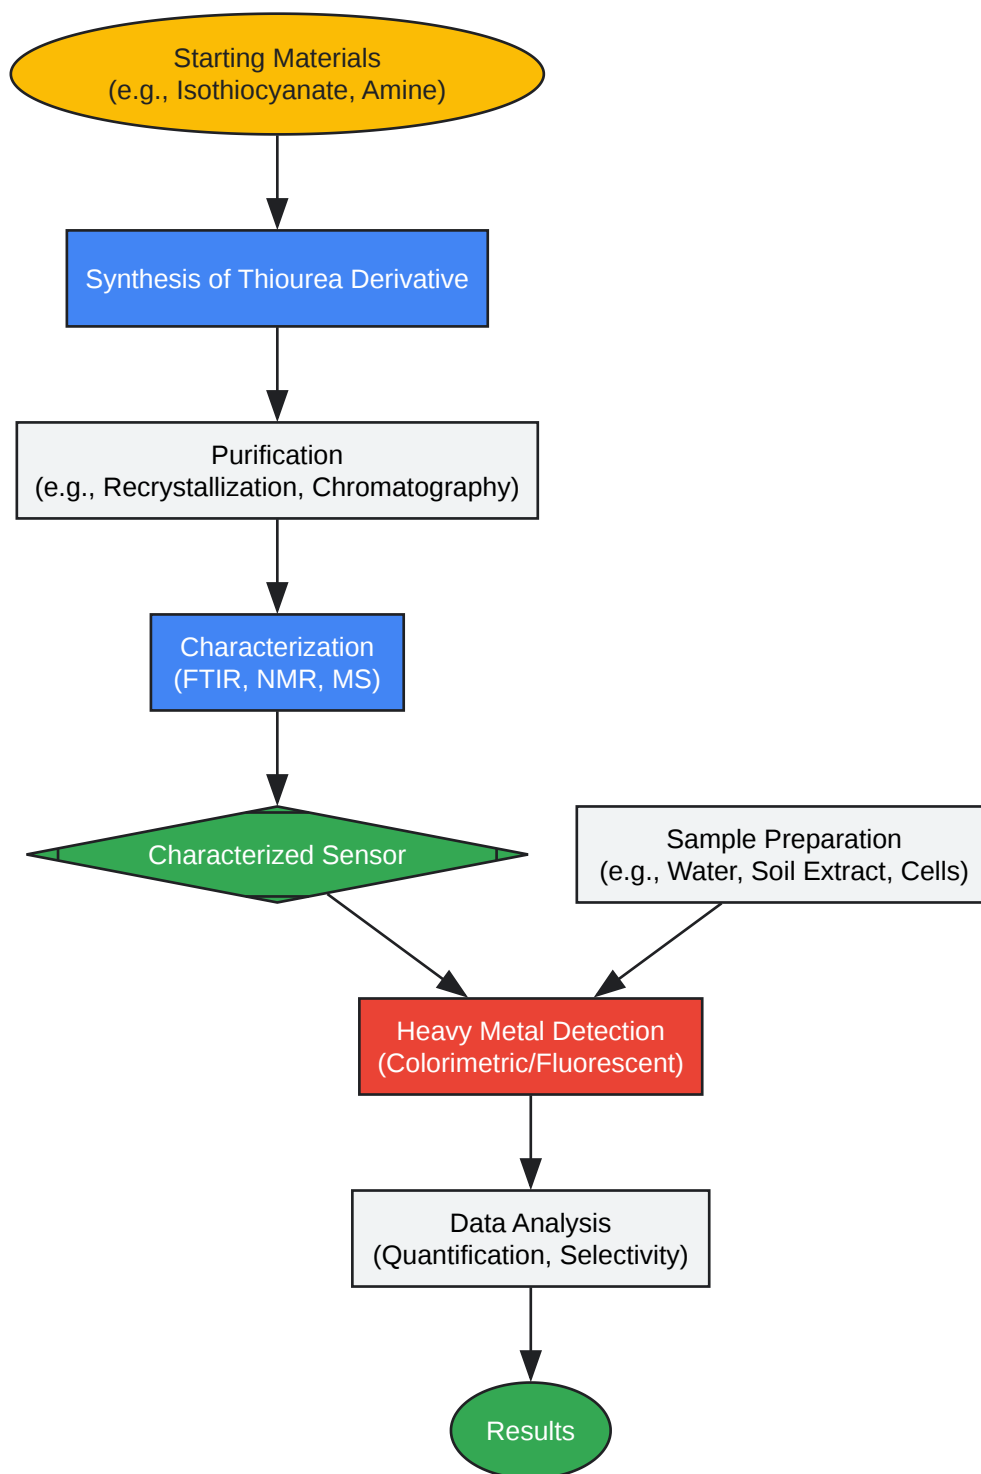 Starting Materials
(e.g., Isothiocyanate, Amine)
Synthesis of Thiourea Derivative
Purification
(e.g., Recrystallization, Chromatography)
Characterization
(FTIR, NMR, MS)
Characterized Sensor
Sample Preparation
(e.g., Water, Soil Extract, Cells)
Heavy Metal Detection
(Colorimetric/Fluorescent)
Data Analysis
(Quantification, Selectivity)
Results